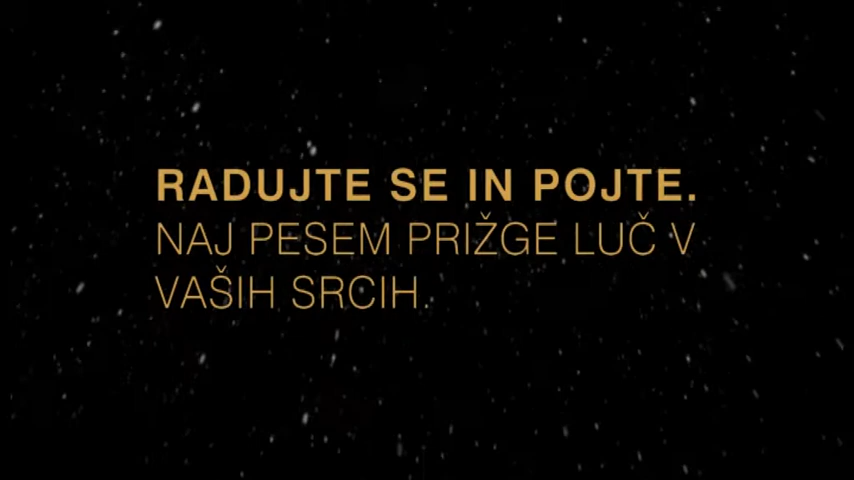 RADUJTE SE IN POJTE.
NAJ PESEM PRIŽGE LUČ V
VAŠIH SRCIH.